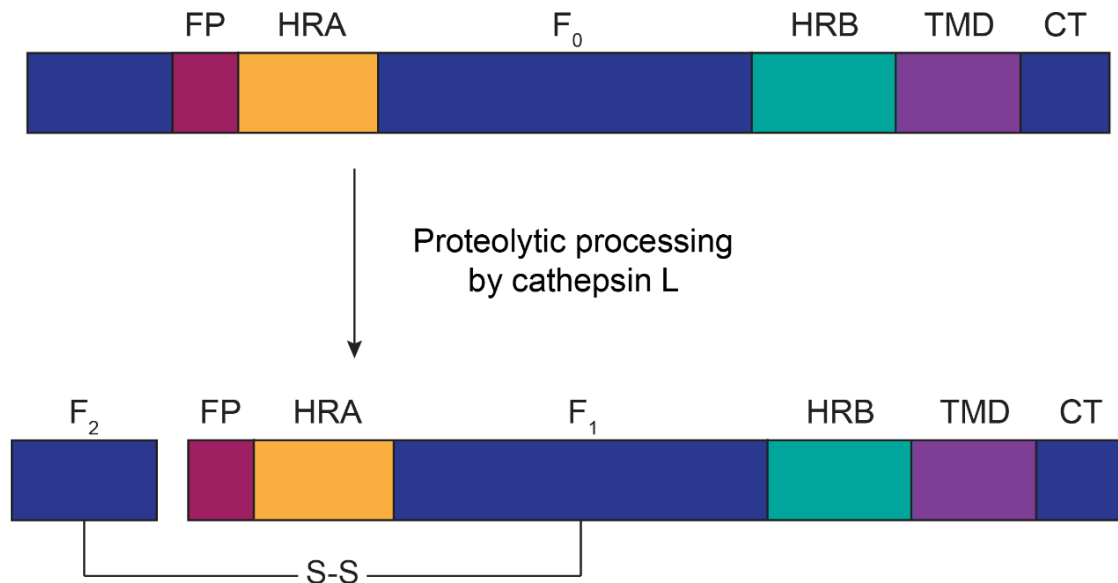 FP HRA F₀ HRB TMD CT
Proteolytic processing
by cathepsin L
F₂ FP HRA F₁ HRB TMD CT
S-S